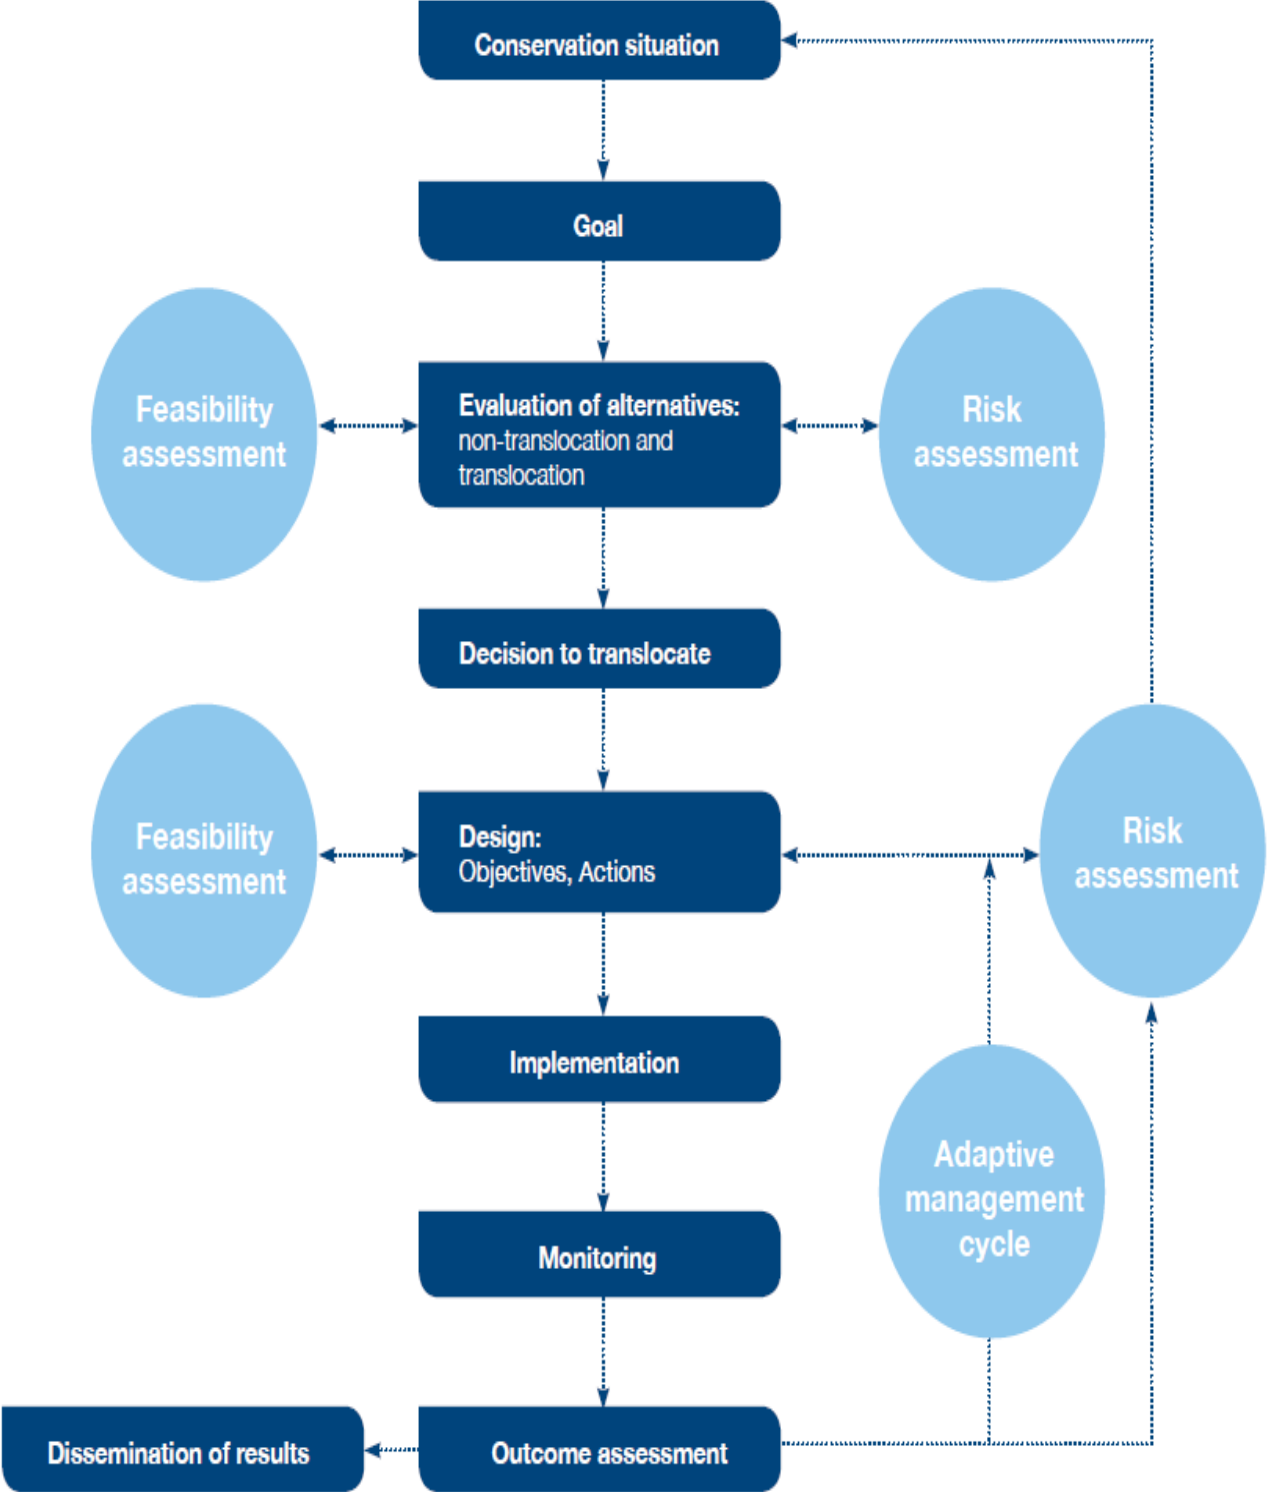 Conservation situation
Goal
Feasibility
assessment
Evaluation of alternatives:
non-translocation and
translocation
Risk
assessment
Decision to translocate
Feasibility
assessment
Design:
Objectives, Actions
Risk
assessment
Implementation
Adaptive
management
cycle
Monitoring
Dissemination of results
Outcome assessment